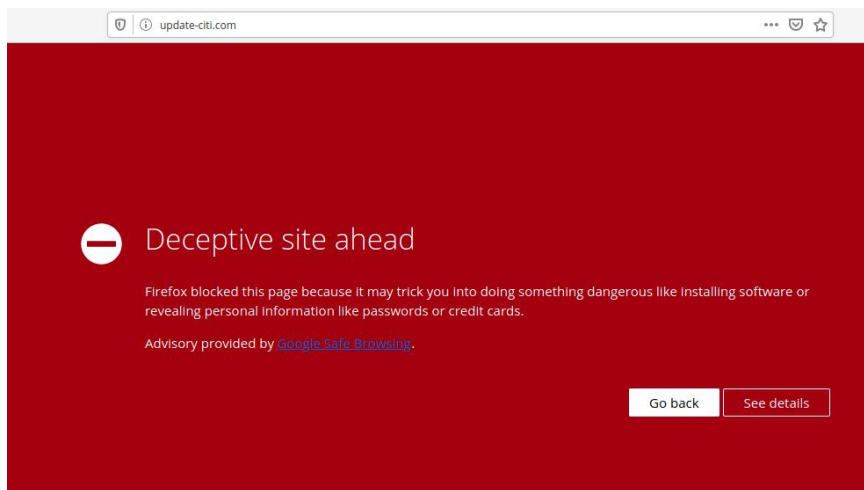 update-citi.com
Deceptive site ahead
Firefox blocked this page because it may trick you into doing something dangerous like installing software or
revealing personal information like passwords or credit cards.
Advisory provided by Google Safe Browsing.
Go back See details